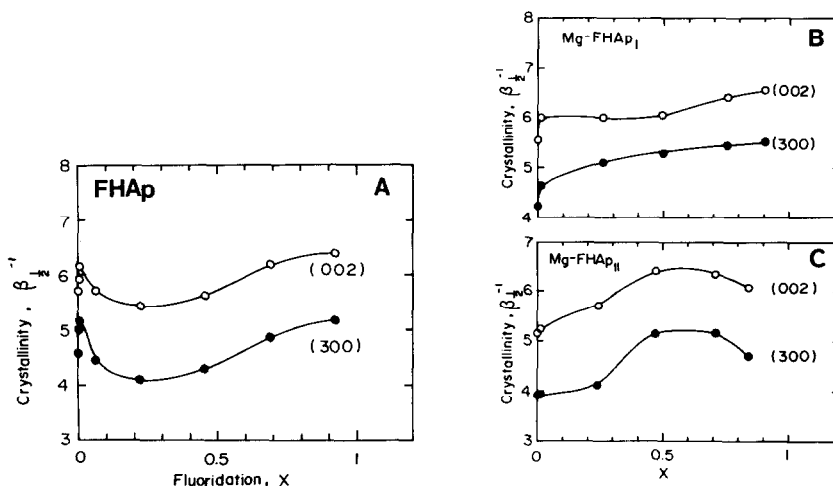 FHAp
A
8
7
6
5
4
3
Crystallinity, β½⁻¹
(002)
(300)
0
0.5
1
Fluoridation, X
Mg-FHApI
B
8
7
6
5
4
Crystallinity, β½⁻¹
(002)
(300)
Mg-FHApII
C
7
6
5
4
3
Crystallinity, β½⁻¹
(002)
(300)
0
0.5
1
X